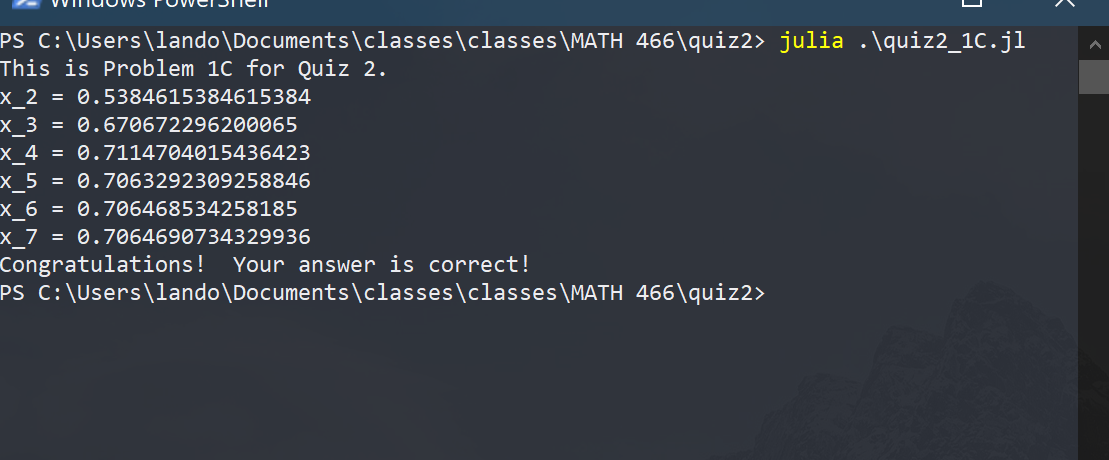 Windows PowerShell
PS C:\Users\lando\Documents\classes\classes\MATH 466\quiz2> julia .\quiz2_1C.jl
This is Problem 1C for Quiz 2.
x_2 = 0.5384615384615384
x_3 = 0.670672296200065
x_4 = 0.7114704015436423
x_5 = 0.7063292309258846
x_6 = 0.706468534258185
x_7 = 0.7064690734329936
Congratulations!  Your answer is correct!
PS C:\Users\lando\Documents\classes\classes\MATH 466\quiz2>